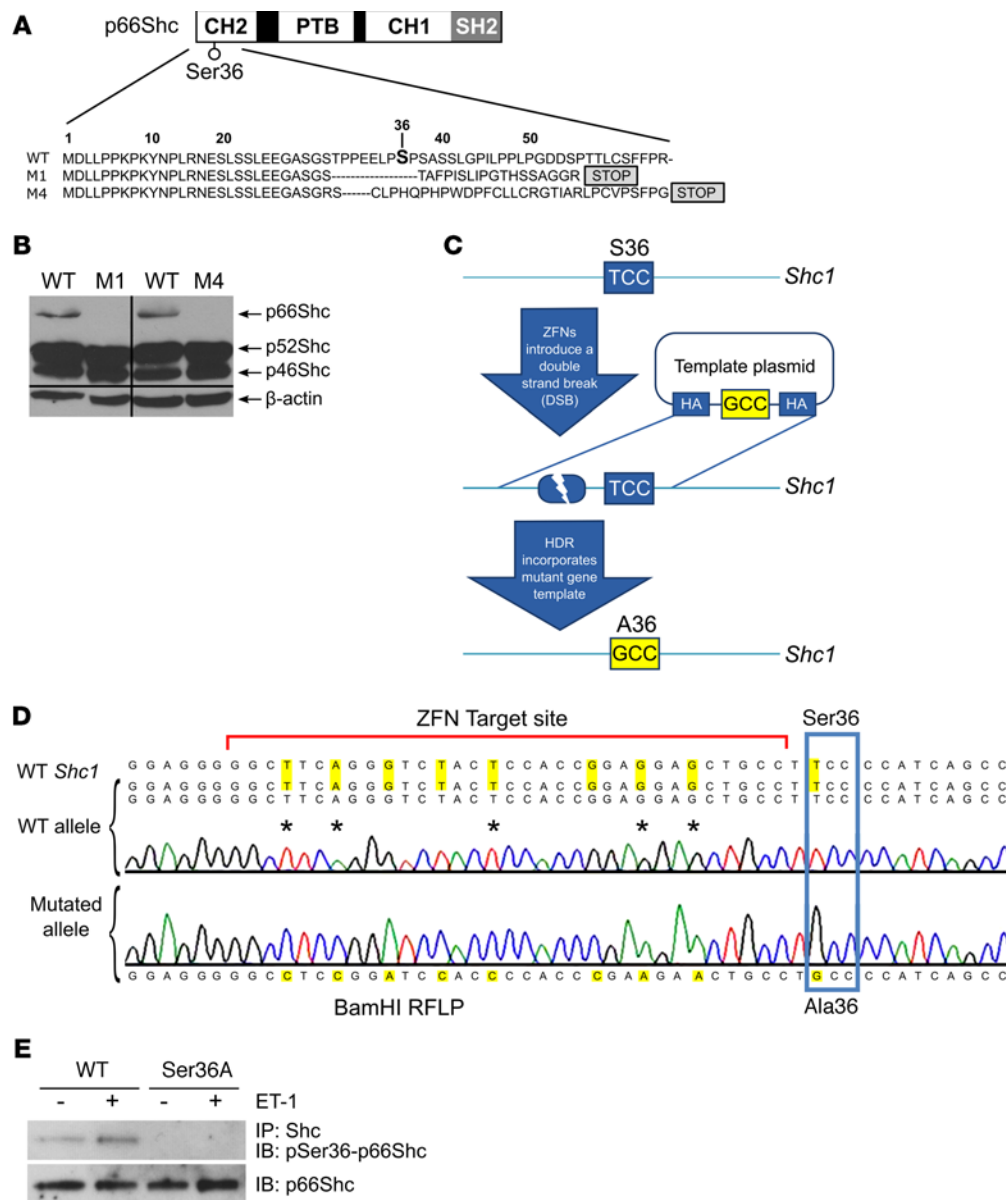 A
p66Shc CH2 PTB CH1 SH2
Ser36
1 10 20 36 40 50
WT MDLLPPKPKYNPLRNESLSSLEEGASGSTPPEELPSPSASSLGPILPPLPGDDSPTTLCSFFPR-
M1 MDLLPPKPKYNPLRNESLSSLEEGASGS-----------------TAFPISLIPGTHSSAGGR STOP
M4 MDLLPPKPKYNPLRNESLSSLEEGASGRS------CLPHQPHPWDPFCLLCRGTIARLPCVPSFPG STOP
B
WT M1 WT M4
p66Shc
p52Shc
p46Shc
β-actin
C
S36
TCC Shc1
ZFNs
introduce a
double
strand break
(DSB)
Template plasmid
HA GCC HA
TCC Shc1
HDR
incorporates
mutant gene
template
A36
GCC Shc1
D
ZFN Target site Ser36
WT Shc1 GGAGGGGGCTTCAGGGTCTACTCCACCGGAGGAGCTGCCTTCCCCATCAGCC
GGAGGGGGCTTCAGGGTCTACTCCACCGGAGGAGCTGCCTTCCCCATCAGCC
GGAGGGGGCTTCAGGGTCTACTCCACCGGAGGAGCTGCCTTCCCCATCAGCC
WT allele
* * * * *
Mutated
allele
GGAGGGGGCCTCCGGATCCACCCCACCCGAAGAACTGCCTGCCCCATCAGCC
BamHI RFLP Ala36
E
WT Ser36A
- + - + ET-1
IP: Shc
IB: pSer36-p66Shc
IB: p66Shc